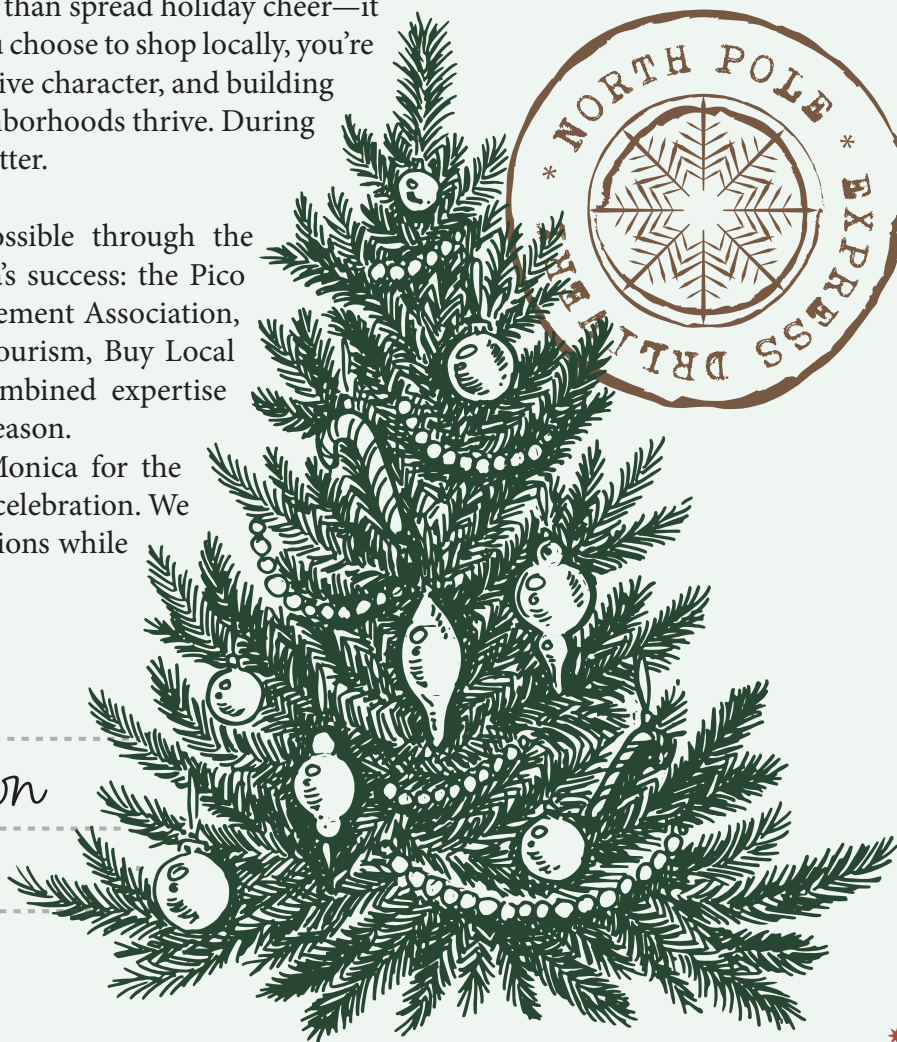 than spread holiday cheer—it
choose to shop locally, you're
ive character, and building
borhoods thrive. During
tter.
ossible through the
's success: the Pico
ement Association,
ourism, Buy Local
mbined expertise
eason.
Monica for the
celebration. We
ions while
on
* NORTH POLE * EXPRESS